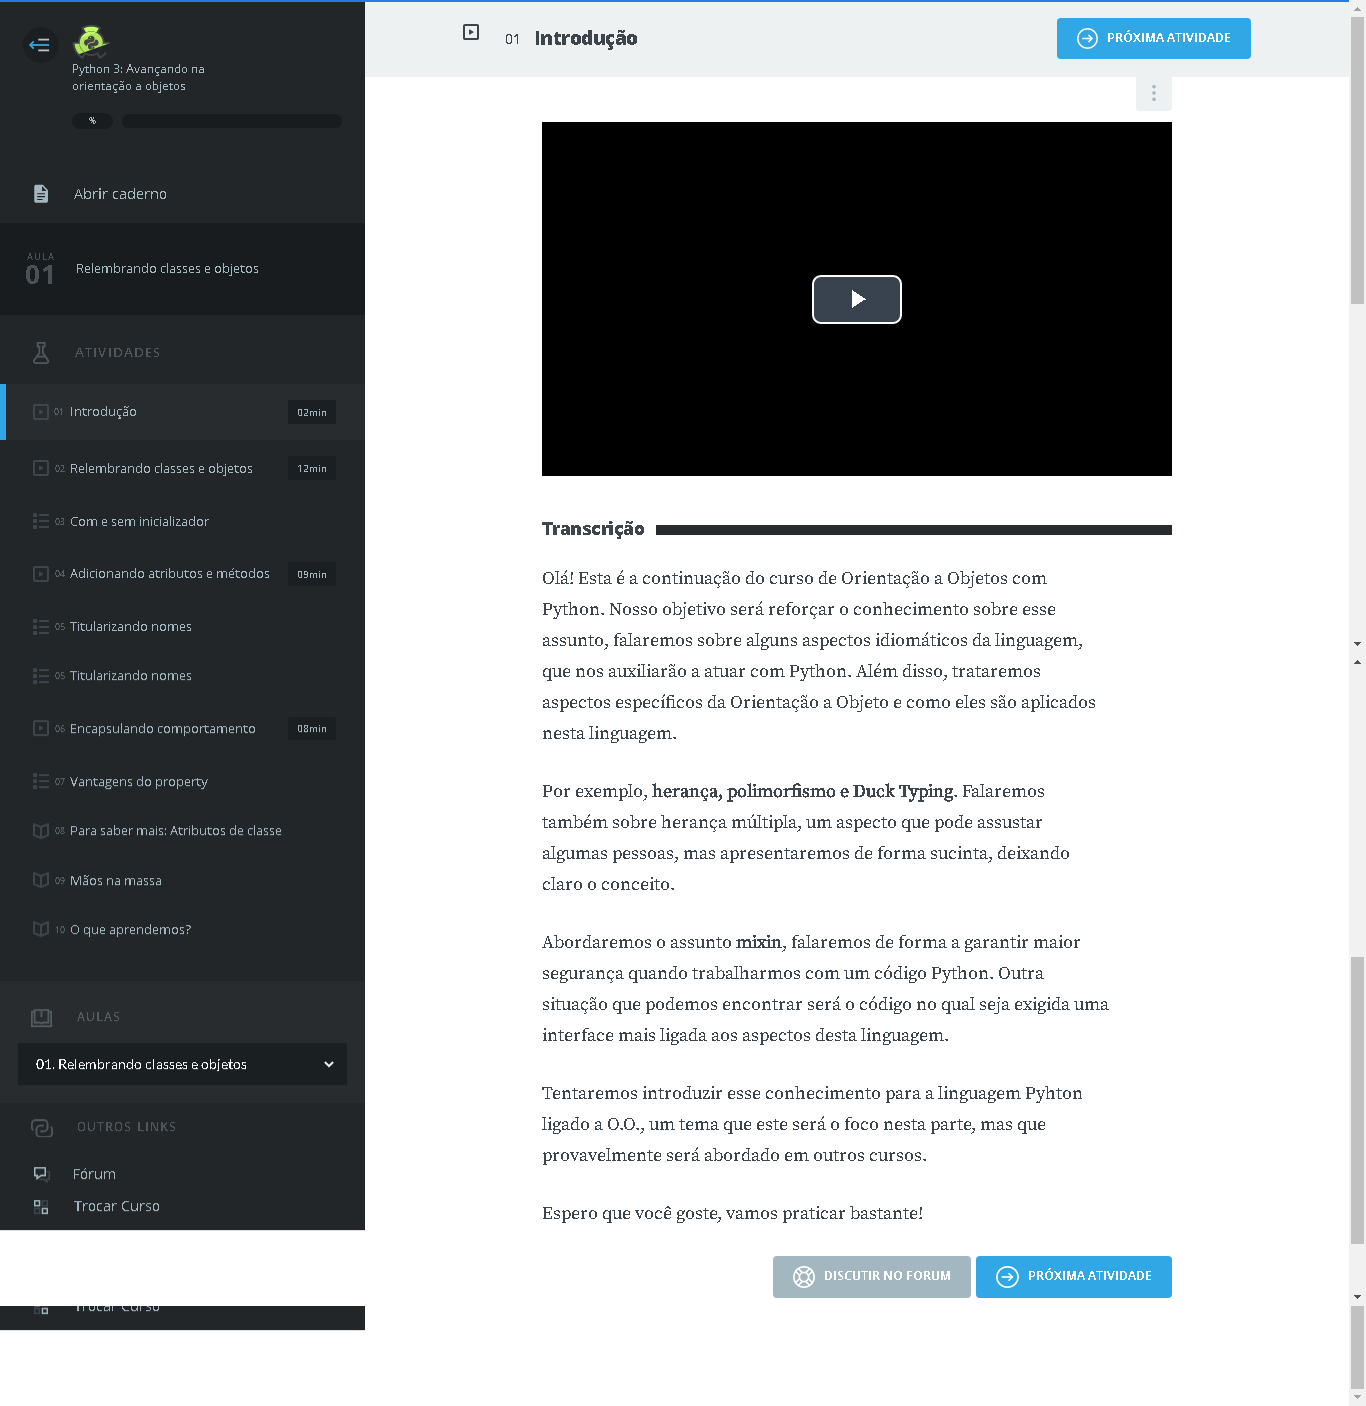 Python 3: Avançando na
orientação a objetos
%
Abrir caderno
AULA
01
Relembrando classes e objetos
ATIVIDADES
01 Introdução 02min
02 Relembrando classes e objetos 12min
03 Com e sem inicializador
04 Adicionando atributos e métodos 09min
05 Titularizando nomes
05 Titularizando nomes
06 Encapsulando comportamento 08min
07 Vantagens do property
08 Para saber mais: Atributos de classe
09 Mãos na massa
10 O que aprendemos?
AULAS
01. Relembrando classes e objetos
OUTROS LINKS
Fórum
Trocar Curso
Trocar Curso
01 Introdução
PRÓXIMA ATIVIDADE
Transcrição
Olá! Esta é a continuação do curso de Orientação a Objetos com
Python. Nosso objetivo será reforçar o conhecimento sobre esse
assunto, falaremos sobre alguns aspectos idiomáticos da linguagem,
que nos auxiliarão a atuar com Python. Além disso, trataremos
aspectos específicos da Orientação a Objeto e como eles são aplicados
nesta linguagem.
Por exemplo, herança, polimorfismo e Duck Typing. Falaremos
também sobre herança múltipla, um aspecto que pode assustar
algumas pessoas, mas apresentaremos de forma sucinta, deixando
claro o conceito.
Abordaremos o assunto mixin, falaremos de forma a garantir maior
segurança quando trabalharmos com um código Python. Outra
situação que podemos encontrar será o código no qual seja exigida uma
interface mais ligada aos aspectos desta linguagem.
Tentaremos introduzir esse conhecimento para a linguagem Pyhton
ligado a O.O., um tema que este será o foco nesta parte, mas que
provavelmente será abordado em outros cursos.
Espero que você goste, vamos praticar bastante!
DISCUTIR NO FORUM
PRÓXIMA ATIVIDADE